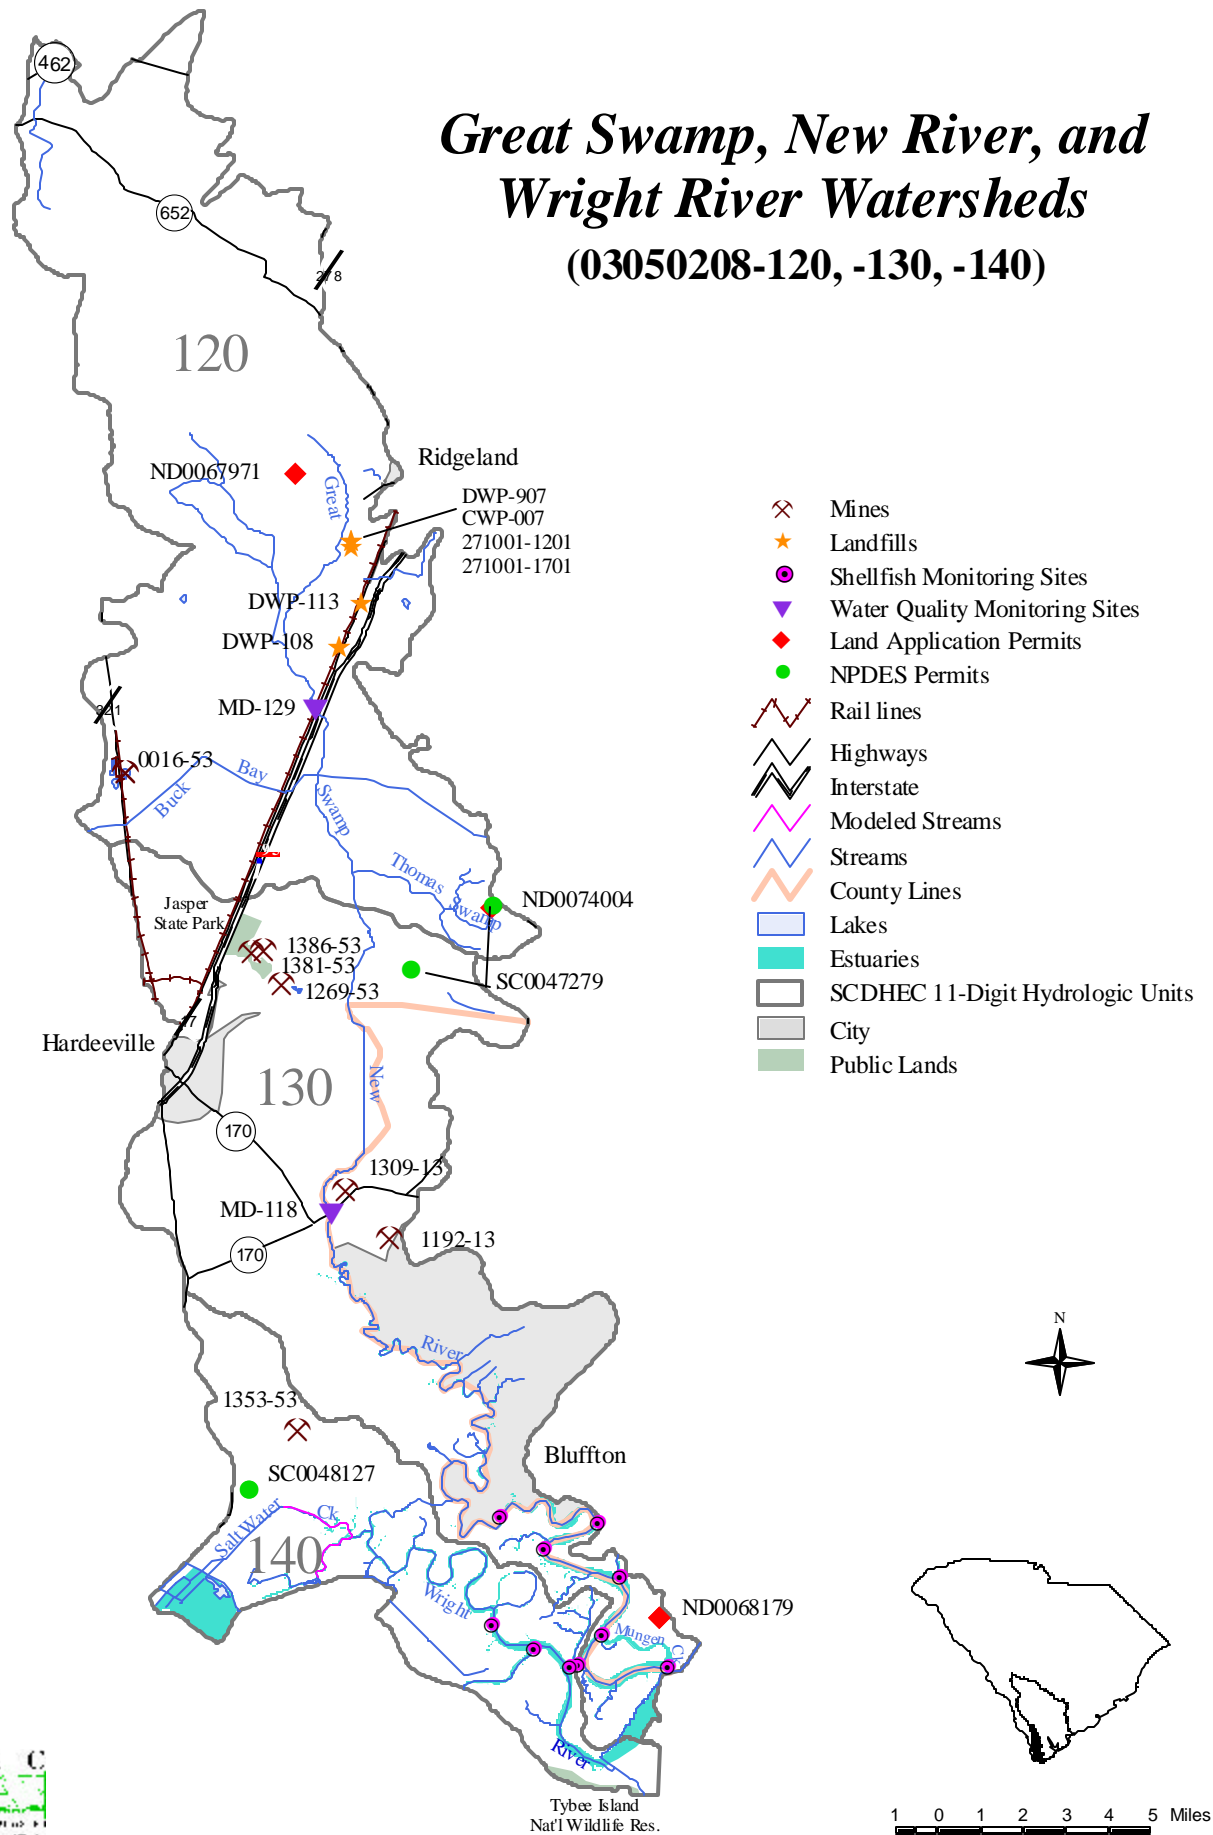 462
Great Swamp, New River, and
Wright River Watersheds
(03050208-120, -130, -140)
652
278
120
Ridgeland
ND0067971
Great
DWP-907
CWP-007
271001-1201
271001-1701
DWP-113
DWP-108
MD-129
321
0016-53
Buck
Bay
Swamp
Thomas
Swamp
ND0074004
Jasper
State Park
1386-53
1381-53
1269-53
SC0047279
17
Hardeeville
130
New
170
1309-13
MD-118
1192-13
170
River
1353-53
Bluffton
SC0048127
Salt Water
Ck
140
Wright
ND0068179
Mungen
Ck
River
Tybee Island
Nat'l Wildlife Res.
Mines
Landfills
Shellfish Monitoring Sites
Water Quality Monitoring Sites
Land Application Permits
NPDES Permits
Rail lines
Highways
Interstate
Modeled Streams
Streams
County Lines
Lakes
Estuaries
SCDHEC 11-Digit Hydrologic Units
City
Public Lands
N
C
1 0 1 2 3 4 5 Miles